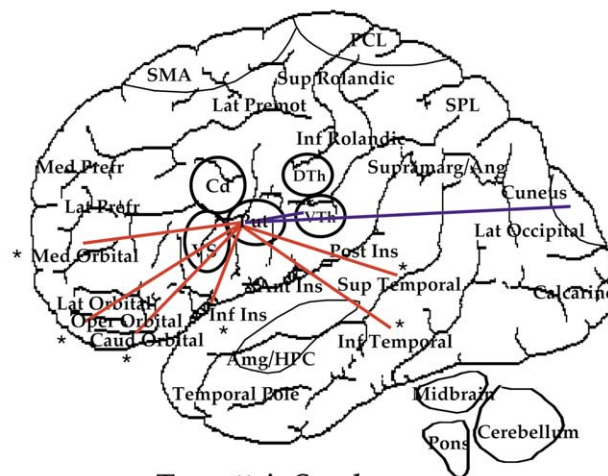 PCL
SMA
Sup Rolandic
Lat Premot
SPL
Inf Rolandic
Med Prefr
Cd
DTh
Supramarg/Ang
Cuneus
Lat Prefr
Put
VTh
Lat Occipital
* Med Orbital
VS
Post Ins
*
Sup Temporal
Ant Ins
Calcarine
Lat Orbital
Oper Orbital
Inf Ins
*
*
Inf Temporal
* Caud Orbital
*
Amg/HPC
Temporal Pole
Midbrain
Pons
Cerebellum